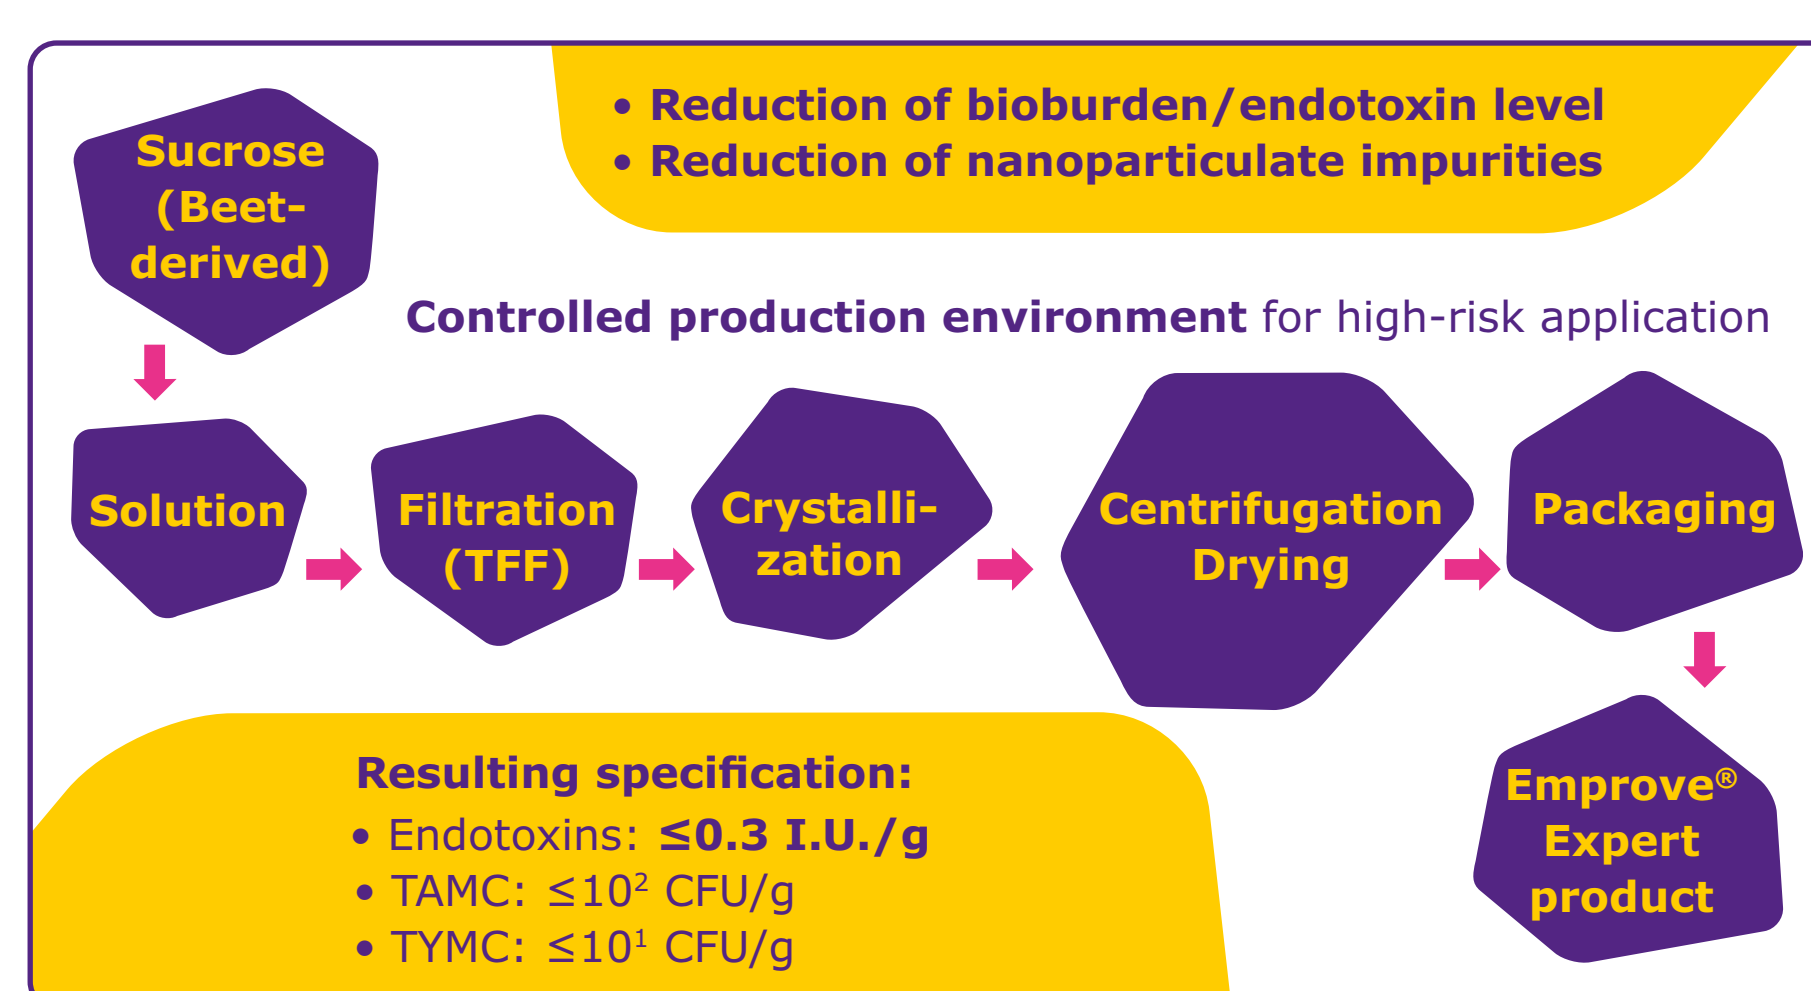 • Reduction of bioburden/endotoxin level
• Reduction of nanoparticulate impurities
Sucrose
(Beet-
derived)
Controlled production environment for high-risk application
Solution
Filtration
(TFF)
Crystalli-
zation
Centrifugation
Drying
Packaging
Resulting specification:
• Endotoxins: ≤0.3 I.U./g
• TAMC: ≤10² CFU/g
• TYMC: ≤10¹ CFU/g
Emprove®
Expert
product